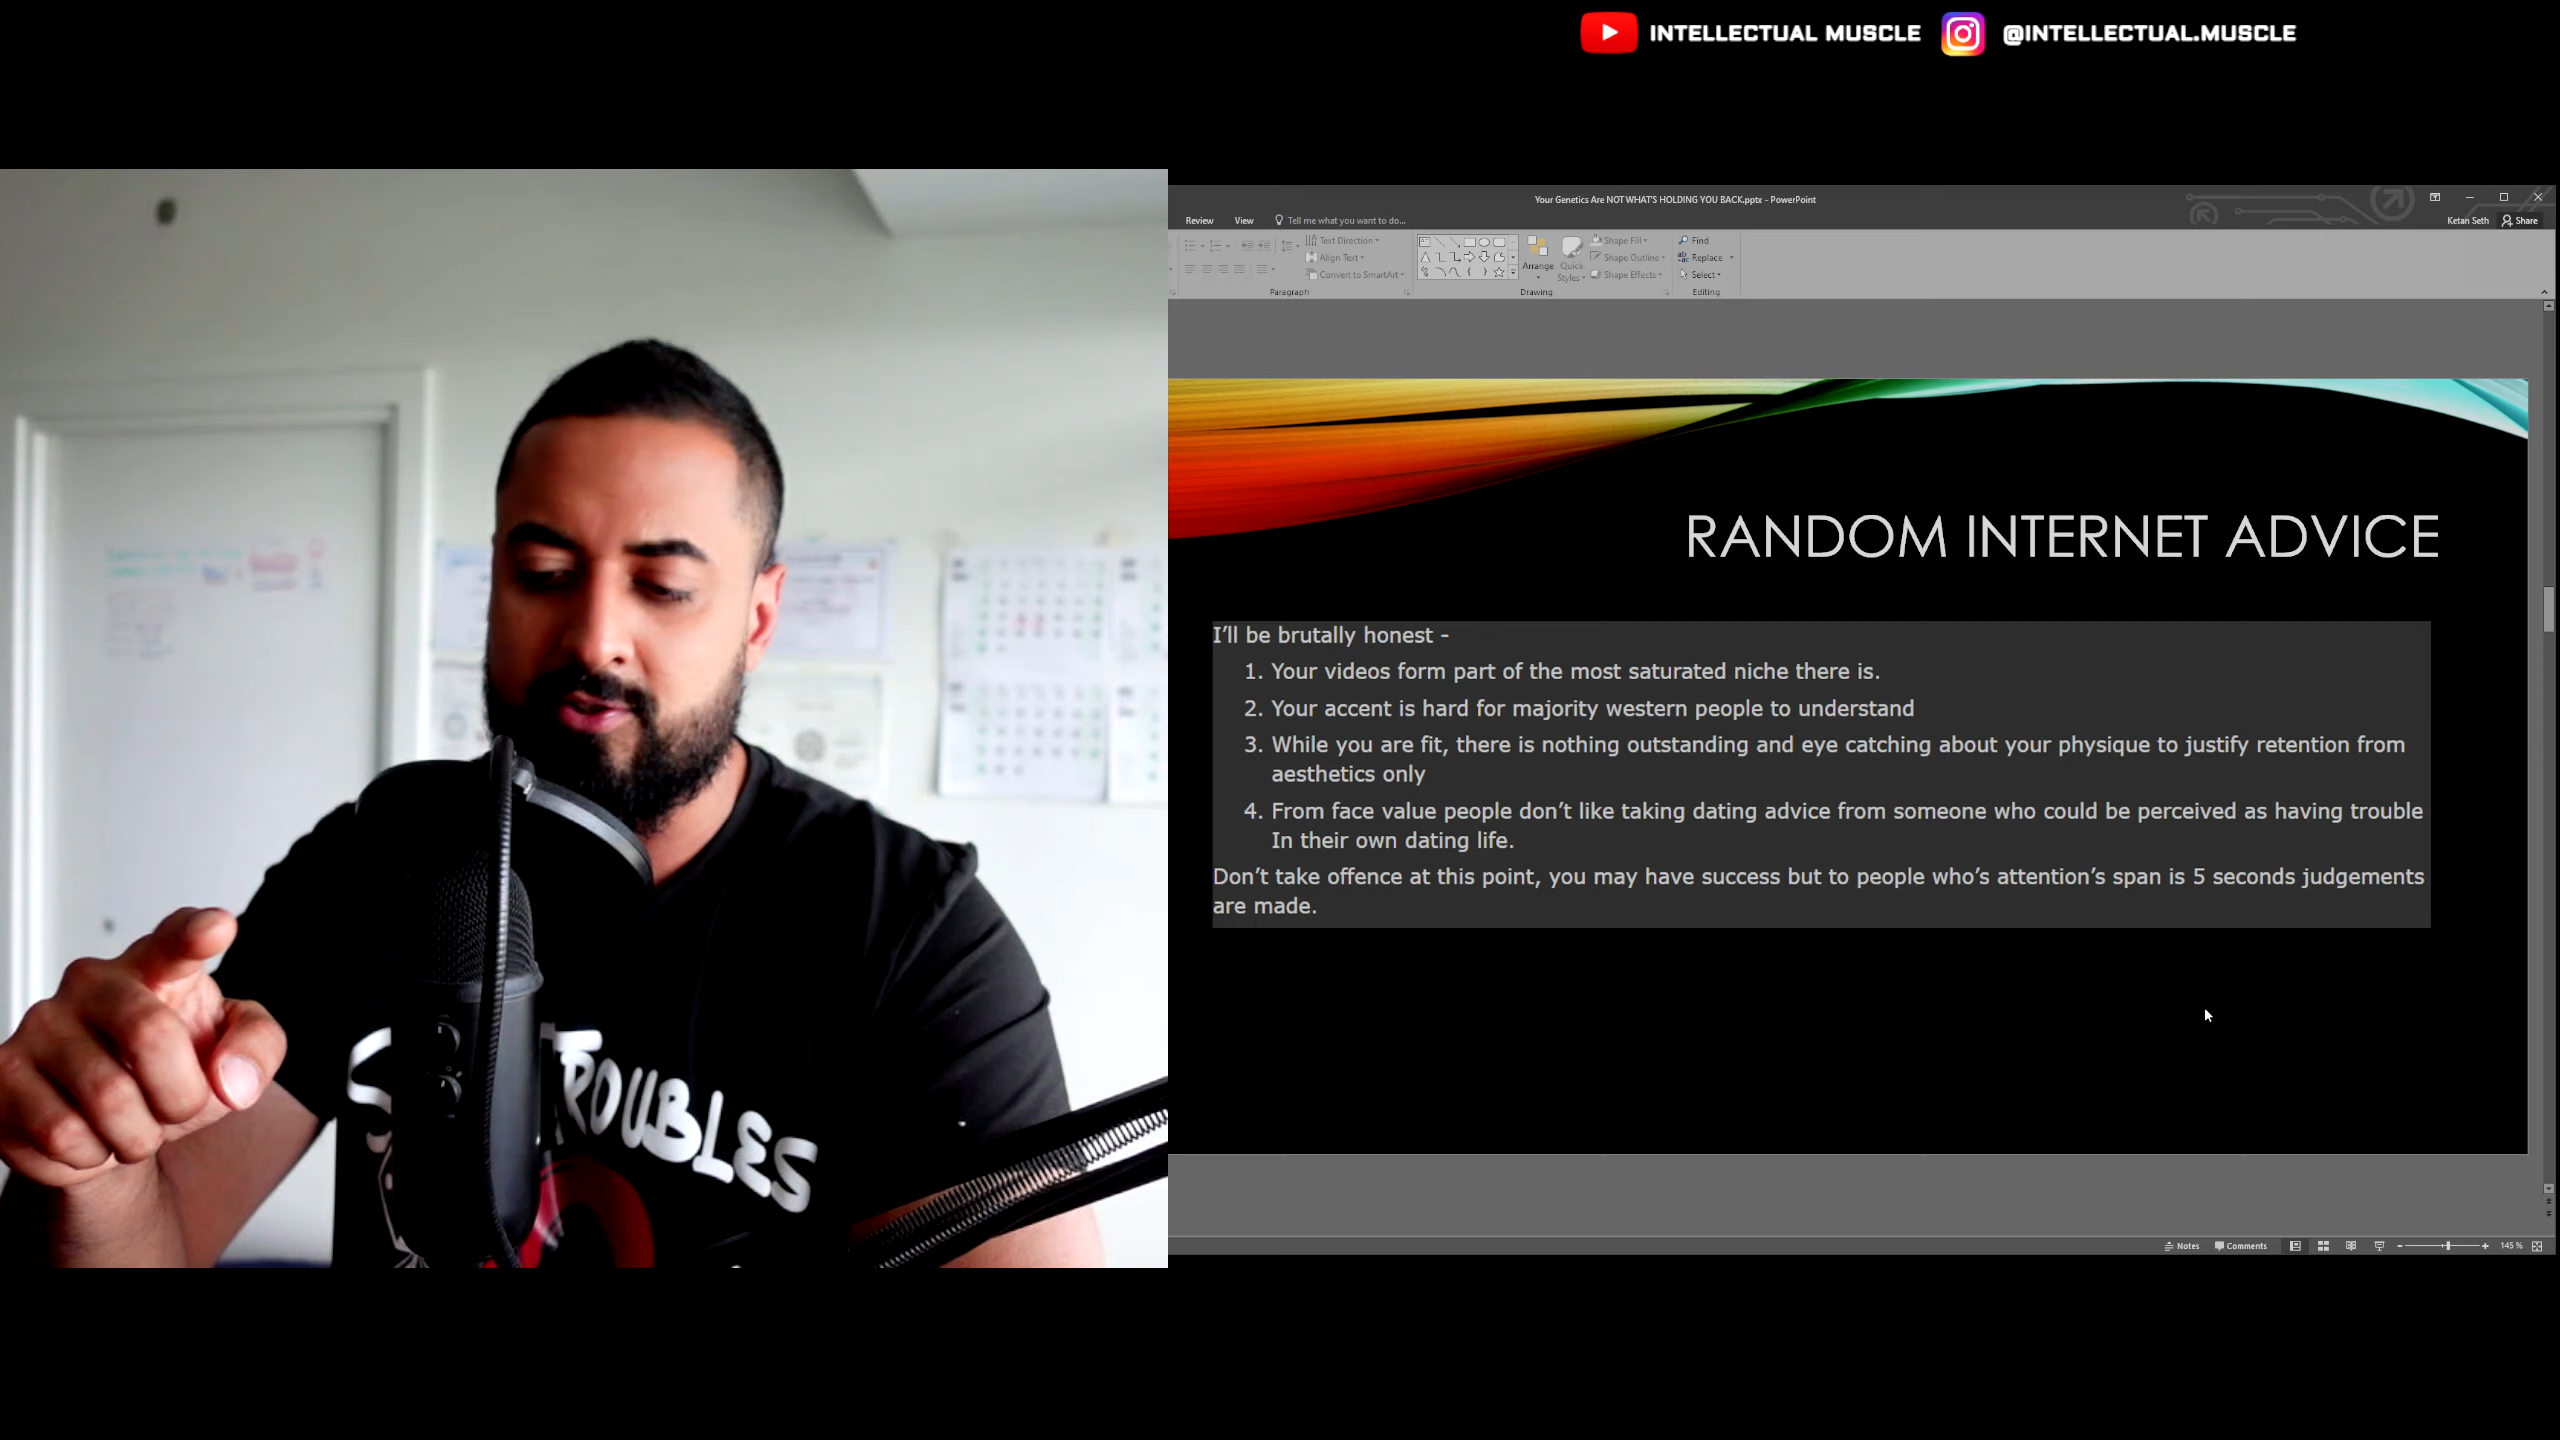 INTELLECTUAL MUSCLE @INTELLECTUAL.MUSCLE
Your Genetics Are NOT WHAT'S HOLDING YOU BACK.pptx - PowerPoint
Review View Tell me what you want to do...
Ketan Seth Share
Text Direction
Align Text
Convert to SmartArt
Paragraph
Arrange
Quick
Styles
Shape Fill
Shape Outline
Shape Effects
Drawing
Find
Replace
Select
Editing
RANDOM INTERNET ADVICE
I'll be brutally honest -
1. Your videos form part of the most saturated niche there is.
2. Your accent is hard for majority western people to understand
3. While you are fit, there is nothing outstanding and eye catching about your physique to justify retention from
aesthetics only
4. From face value people don't like taking dating advice from someone who could be perceived as having trouble
In their own dating life.
Don't take offence at this point, you may have success but to people who's attention's span is 5 seconds judgements
are made.
TROUBLES
Notes Comments 145 %